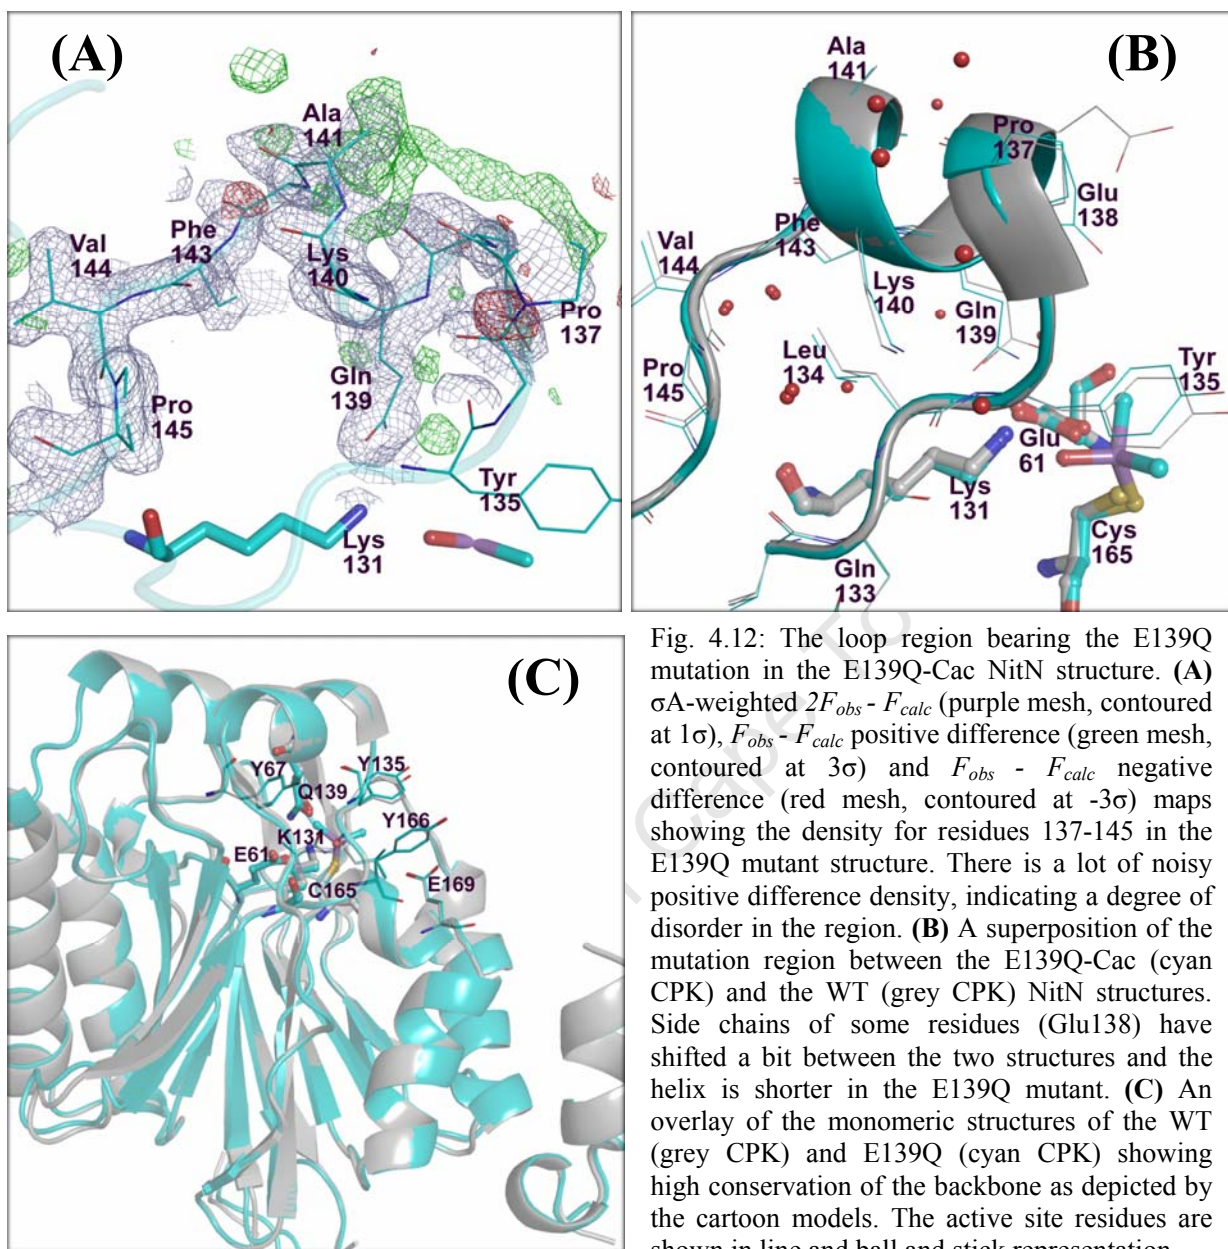 (A)
Ala
141
Phe
143
Val
144
Lys
140
Pro
137
Gln
139
Pro
145
Tyr
135
Lys
131
(B)
Ala
141
Pro
137
Glu
138
Phe
143
Val
144
Lys
140
Gln
139
Leu
134
Pro
145
Tyr
135
Glu
61
Lys
131
Cys
165
Gln
133
(C)
Y67
Y135
Q139
Y166
K131
E61
C165
E169
Cape To
Fig. 4.12: The loop region bearing the E139Q
mutation in the E139Q-Cac NitN structure. (A)
σA-weighted 2Fobs - Fcalc (purple mesh, contoured
at 1σ), Fobs - Fcalc positive difference (green mesh,
contoured at 3σ) and Fobs - Fcalc negative
difference (red mesh, contoured at -3σ) maps
showing the density for residues 137-145 in the
E139Q mutant structure. There is a lot of noisy
positive difference density, indicating a degree of
disorder in the region. (B) A superposition of the
mutation region between the E139Q-Cac (cyan
CPK) and the WT (grey CPK) NitN structures.
Side chains of some residues (Glu138) have
shifted a bit between the two structures and the
helix is shorter in the E139Q mutant. (C) An
overlay of the monomeric structures of the WT
(grey CPK) and E139Q (cyan CPK) showing
high conservation of the backbone as depicted by
the cartoon models. The active site residues are
shown in line and ball and stick representation